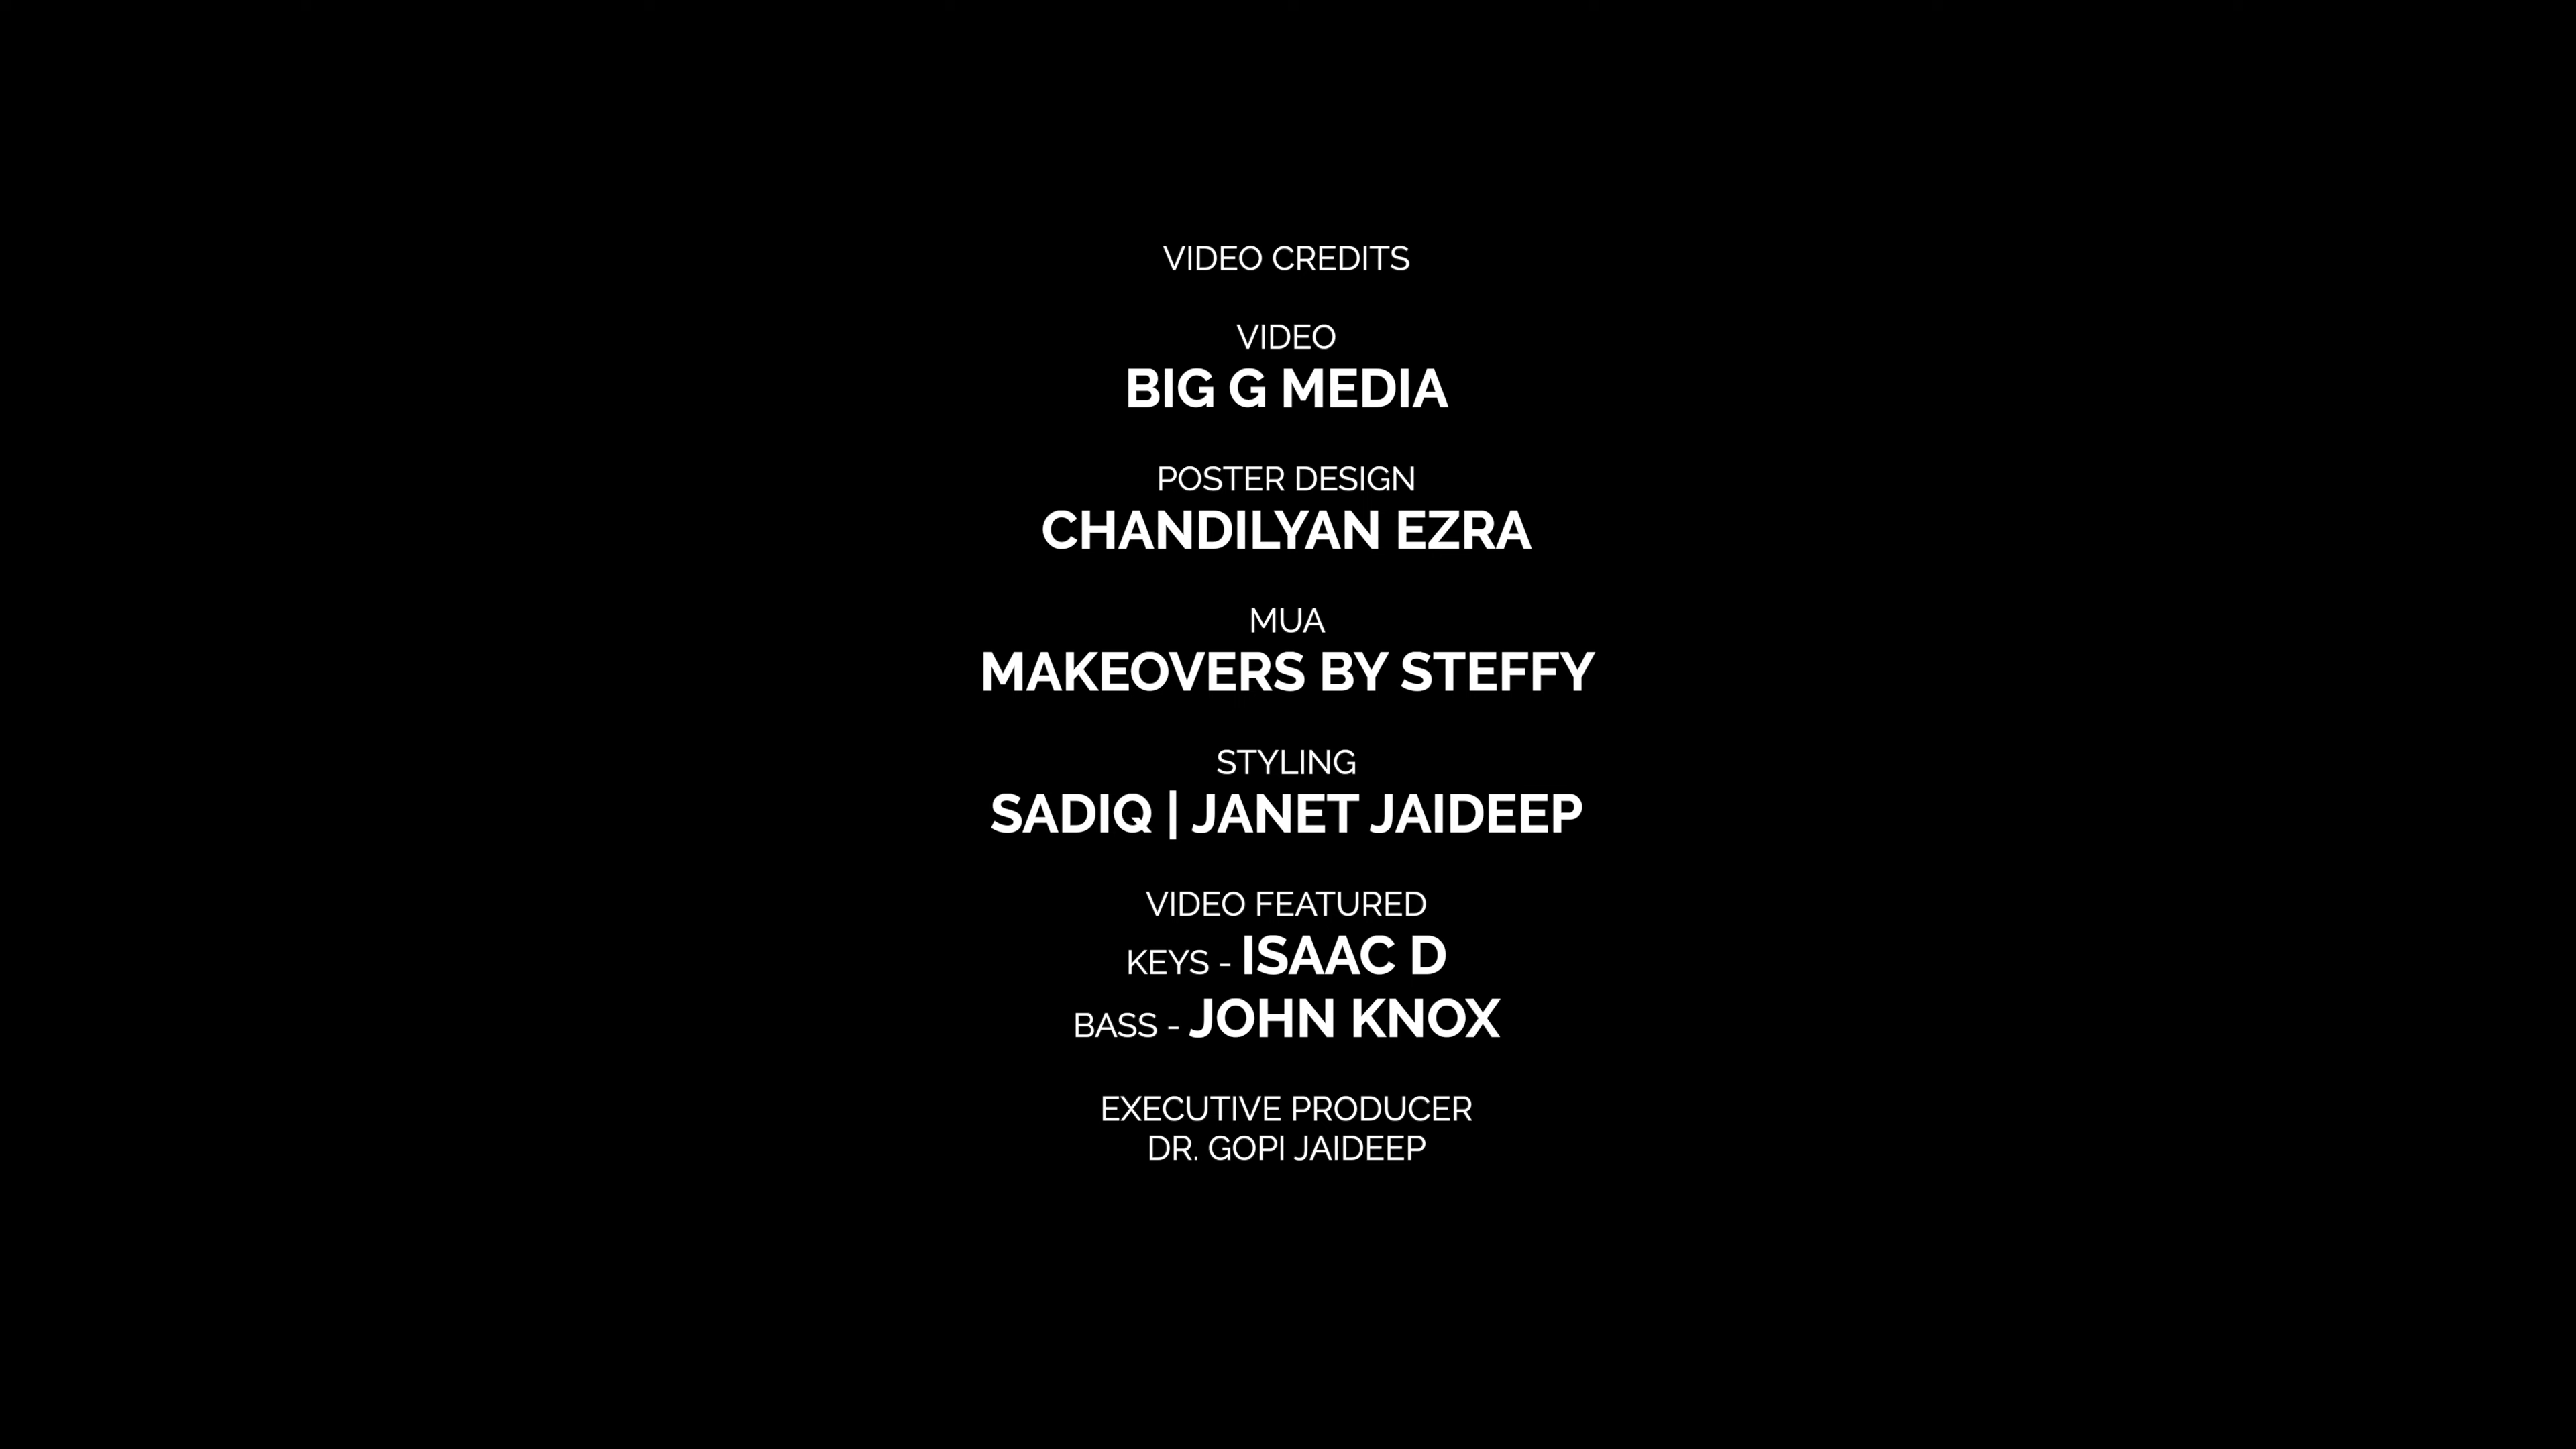 VIDEO CREDITS
VIDEO
BIG G MEDIA
POSTER DESIGN
CHANDILYAN EZRA
MUA
MAKEOVERS BY STEFFY
STYLING
SADIQ | JANET JAIDEEP
VIDEO FEATURED
KEYS - ISAAC D
BASS - JOHN KNOX
EXECUTIVE PRODUCER
DR. GOPI JAIDEEP